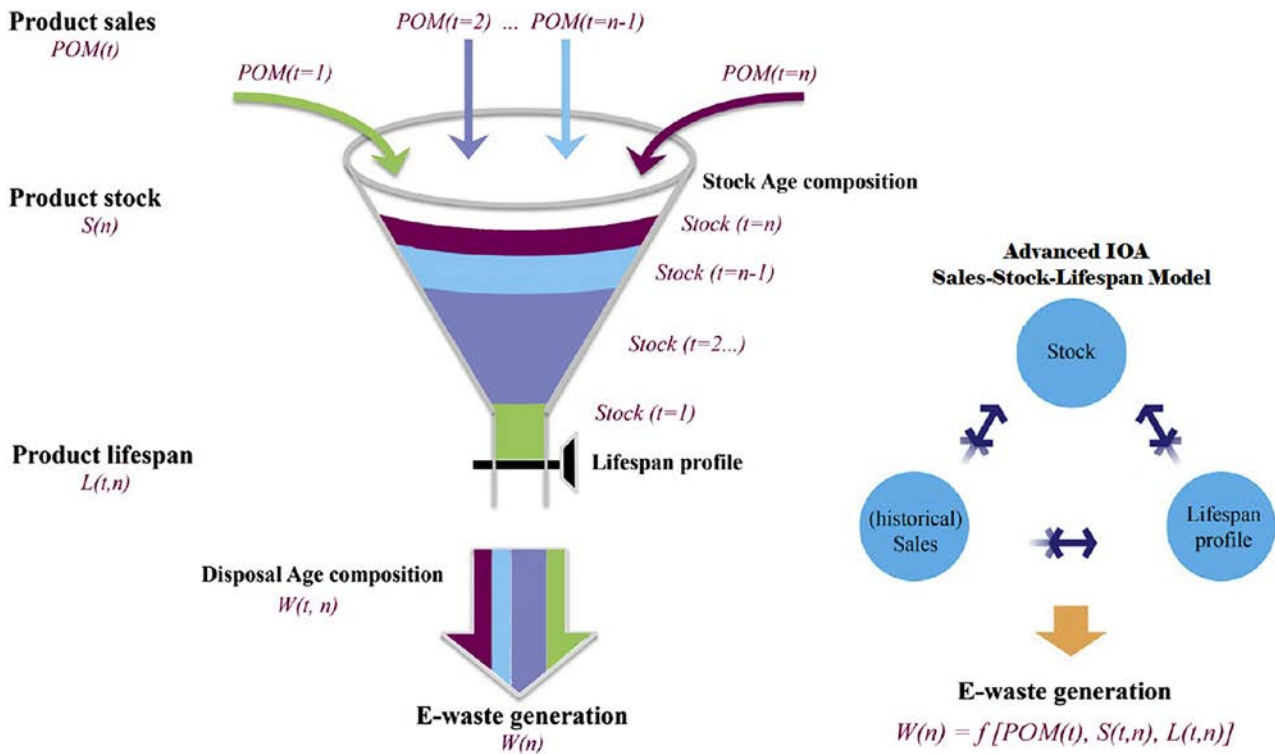 Product sales
POM(t)
POM(t=2) ... POM(t=n-1)
POM(t=1)
POM(t=n)
Product stock
S(n)
Stock Age composition
Stock (t=n)
Stock (t=n-1)
Stock (t=2...)
Stock (t=1)
Product lifespan
L(t,n)
Lifespan profile
Disposal Age composition
W(t, n)
E-waste generation
W(n)
Advanced IOA
Sales-Stock-Lifespan Model
Stock
(historical)
Sales
Lifespan
profile
E-waste generation
W(n) = f [POM(t), S(t,n), L(t,n)]